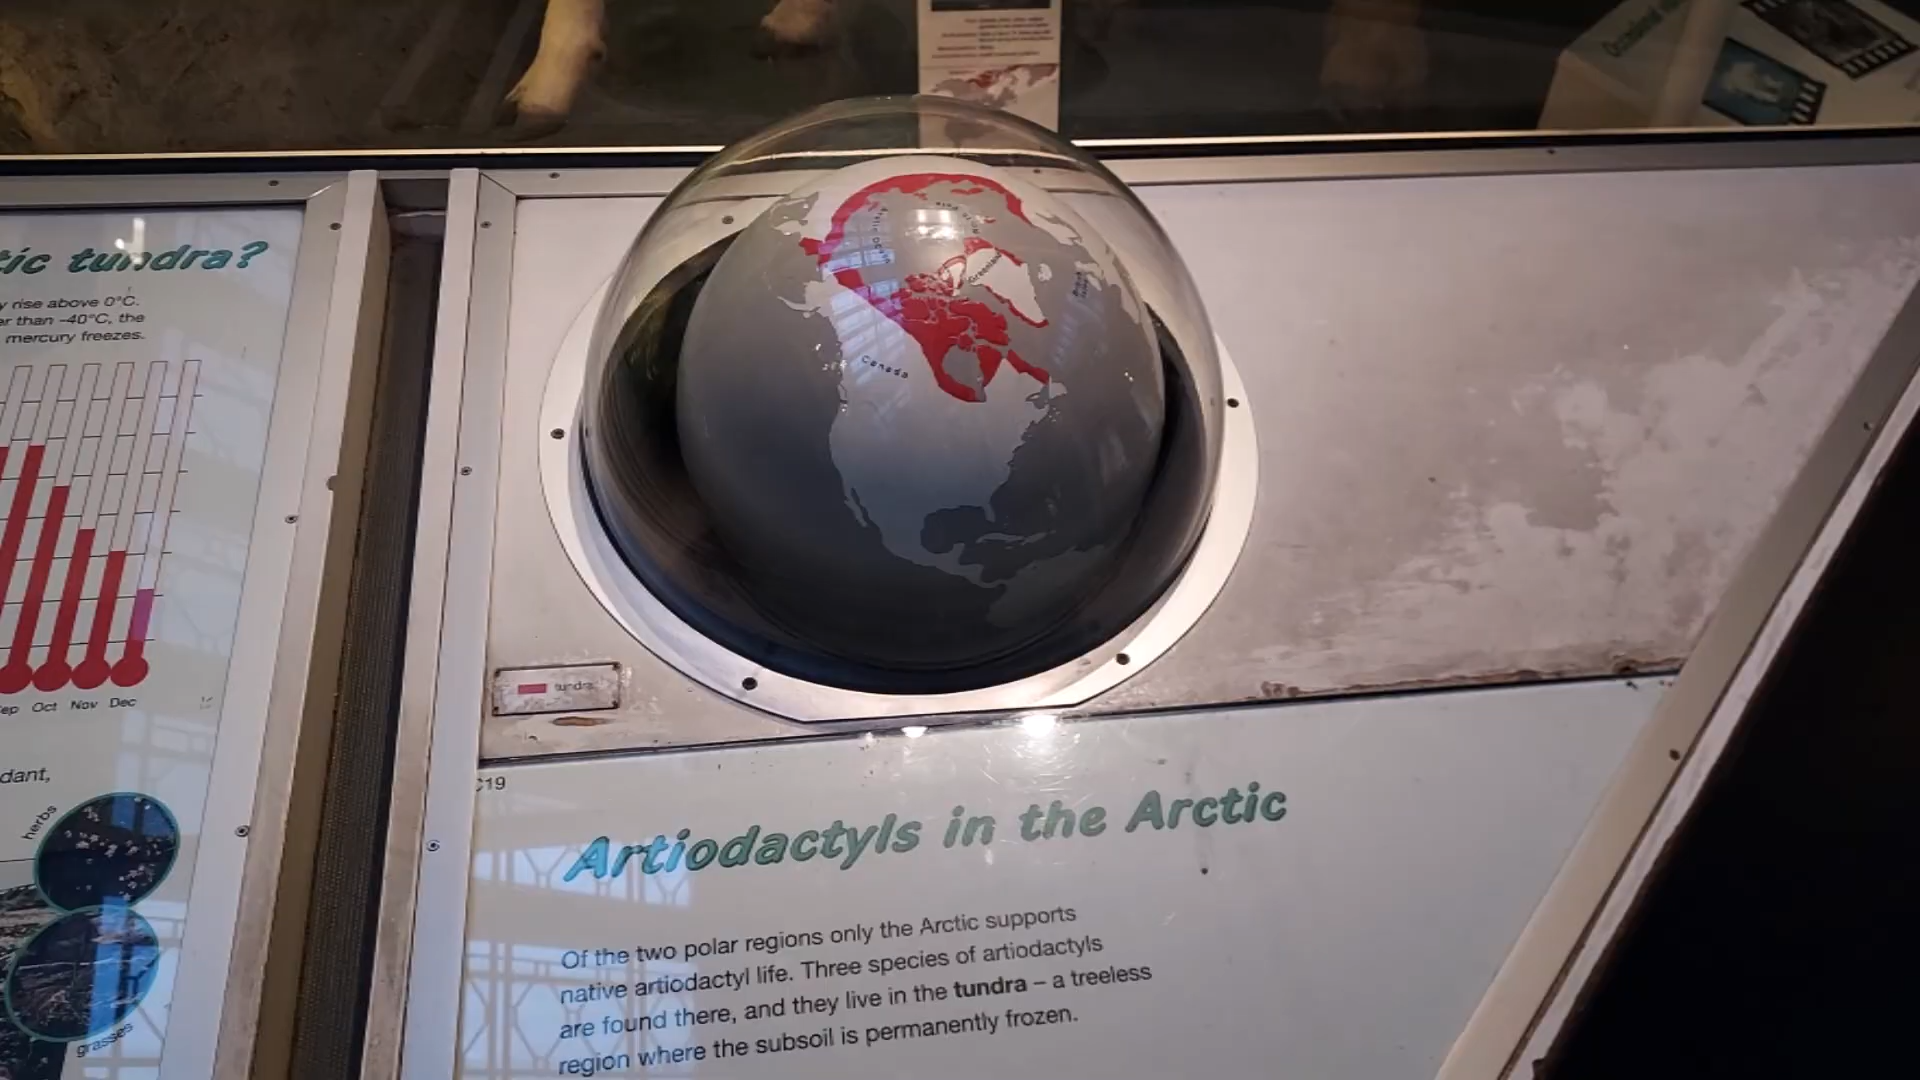 tic tundra?
y rise above 0°C.
er than -40°C, the
mercury freezes.
ep Oct Nov Dec
dant,
herbs
grasses
Arctic Ocean
Greenland
Canada
tundra
C19
Artiodactyls in the Arctic
Of the two polar regions only the Arctic supports
native artiodactyl life. Three species of artiodactyls
are found there, and they live in the tundra – a treeless
region where the subsoil is permanently frozen.